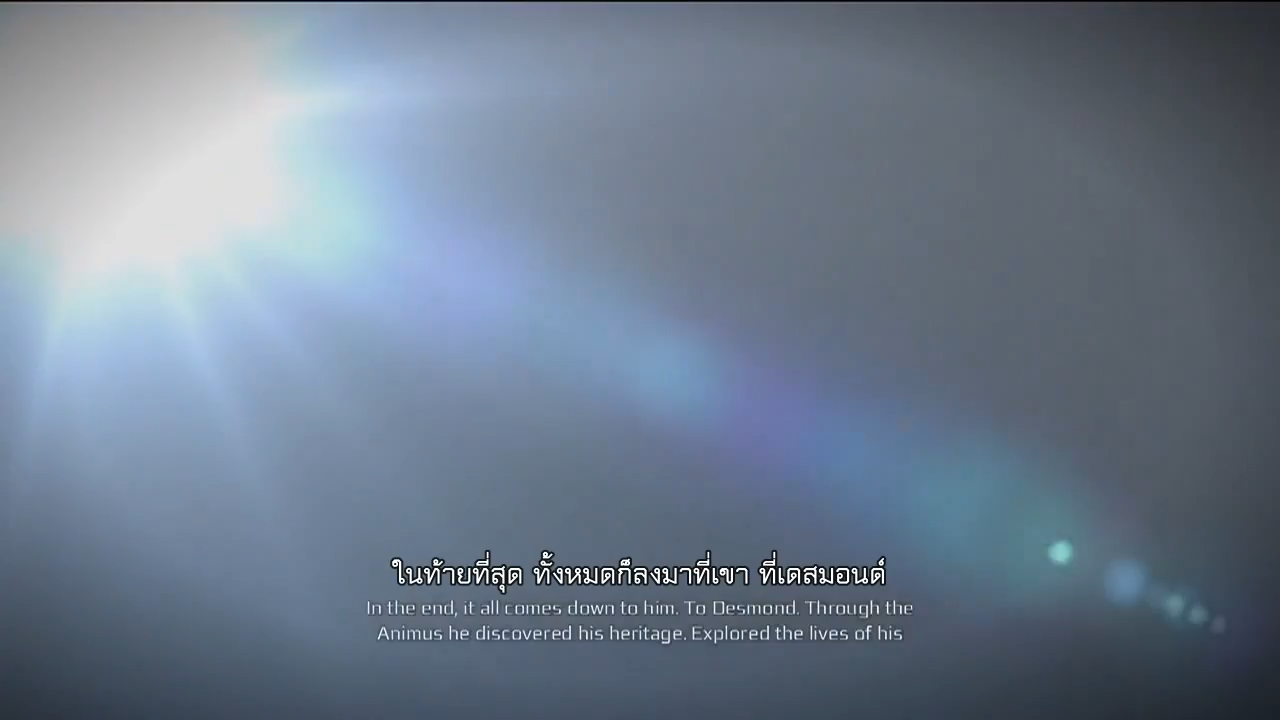 ในท้ายที่สุด ทั้งหมดก็ลงมาที่เขา ที่เดสมอนด์
In the end, it all comes down to him. To Desmond. Through the
Animus he discovered his heritage. Explored the lives of his